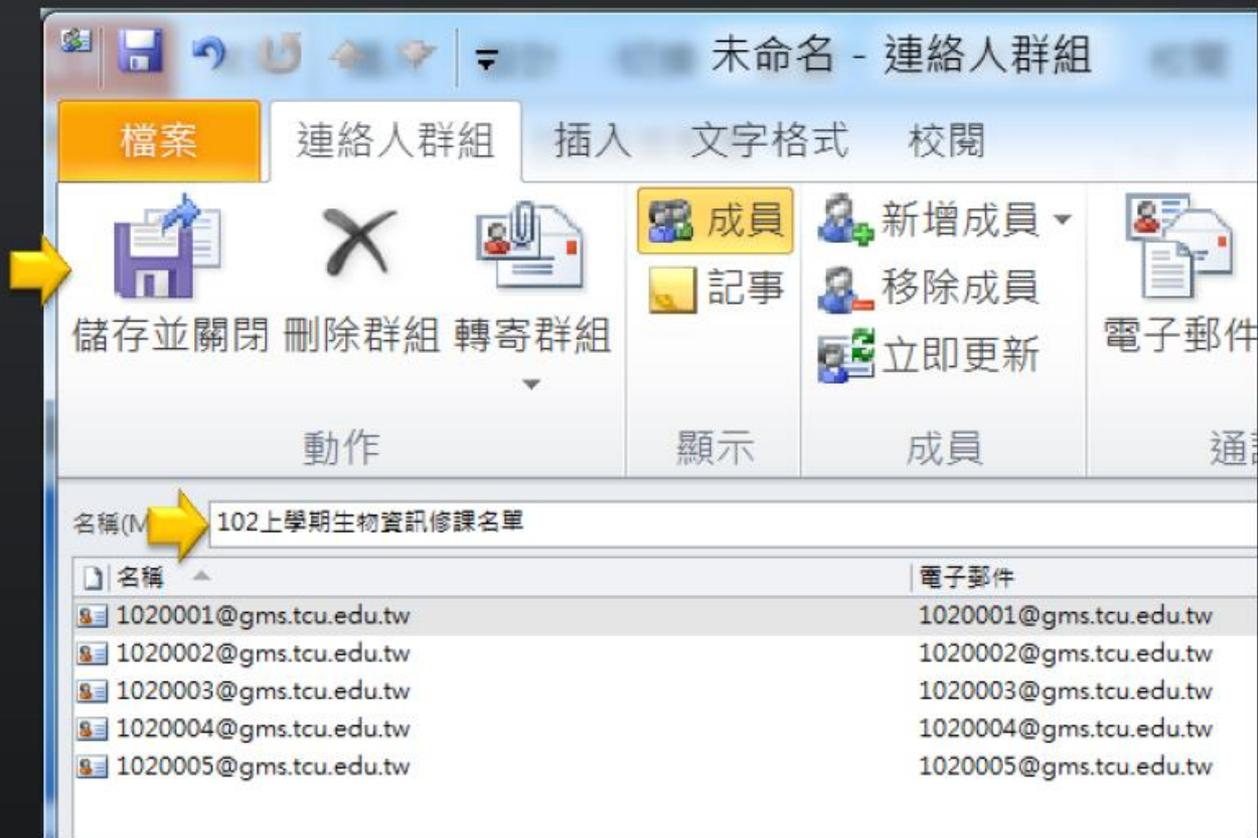 未命名 - 連絡人群組
檔案 連絡人群組 插入 文字格式 校閱
儲存並關閉 刪除群組 轉寄群組
成員
記事
新增成員
移除成員
立即更新
電子郵件
動作 顯示 成員 通
名稱(M 102上學期生物資訊修課名單
名稱 電子郵件
1020001@gms.tcu.edu.tw 1020001@gms.tcu.edu.tw
1020002@gms.tcu.edu.tw 1020002@gms.tcu.edu.tw
1020003@gms.tcu.edu.tw 1020003@gms.tcu.edu.tw
1020004@gms.tcu.edu.tw 1020004@gms.tcu.edu.tw
1020005@gms.tcu.edu.tw 1020005@gms.tcu.edu.tw